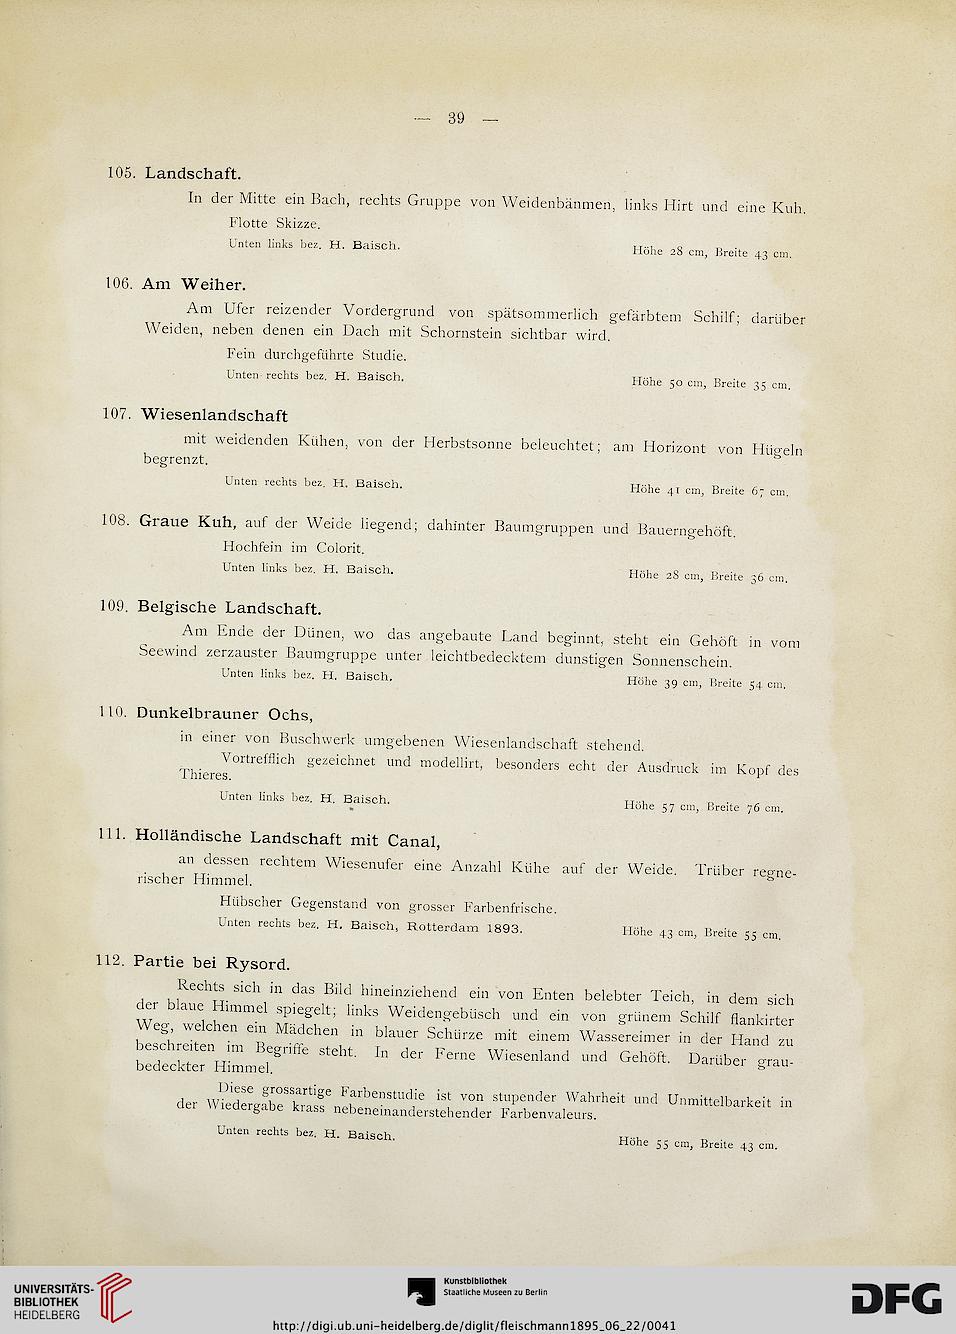 — 39 —
105. Landschaft.
In der Mitte ein Bach, rechts Gruppe von Weidenbänmen, links Hirt und eine Kuh.
Flotte Skizze.
Unten links bez. H. Baisch.
Höhe 28 cm, Breite 43 cm.
106. Am Weiher.
Am Ufer reizender Vordergrund von spätsommerlich gefärbtem Schilf; darüber
Weiden, neben denen ein Dach mit Schornstein sichtbar wird.
Fein durchgeführte Studie.
Unten rechts bez. H. Baisch.
Höhe 50 cm, Breite 35 cm.
107. Wiesenlandschaft
mit weidenden Kühen, von der Herbstsonne beleuchtet; am Horizont von Hügeln
begrenzt.
Unten rechts bez. H. Baisch.
Höhe 41 cm, Breite 67 cm.
108. Graue Kuh, auf der Weide liegend; dahinter Baumgruppen und Bauerngehöft.
Hochfein im Colorit.
Unten links bez. H. Baisch.
Höhe 28 cm, Breite 36 cm.
109. Belgische Landschaft.
Am Ende der Dünen, wo das angebaute Land beginnt, steht ein Gehöft in vom
Seewind zerzauster Baumgruppe unter leichtbedecktem dunstigen Sonnenschein.
Unten links bez. H. Baisch.
Höhe 39 cm, Breite 54 cm.
110. Dunkelbrauner Ochs,
in einer von Buschwerk umgebenen Wiesenlandschaft stehend.
Vortrefflich gezeichnet und modellirt, besonders echt der Ausdruck im Kopf des
Thieres.
Unten links bez. H. Baisch.
Höhe 57 cm, Breite 76 cm.
111. Holländische Landschaft mit Canal,
an dessen rechtem Wiesenufer eine Anzahl Kühe auf der Weide. Trüber regne-
rischer Himmel.
Hübscher Gegenstand von grosser Farbenfrische.
Unten rechts bez. H. Baisch, Rotterdam 1893.
Höhe 43 cm, Breite 55 cm.
112. Partie bei Rysord.
Rechts sich in das Bild hineinziehend ein von Enten belebter Teich, in dem sich
der blaue Himmel spiegelt; links Weidengebüsch und ein von grünem Schilf flankirter
Weg, welchen ein Mädchen in blauer Schürze mit einem Wassereimer in der Hand zu
beschreiten im Begriffe steht. In der Ferne Wiesenland und Gehöft. Darüber grau-
bedeckter Himmel.
Diese grossartige Farbenstudie ist von stupender Wahrheit und Unmittelbarkeit in
der Wiedergabe krass nebeneinanderstehender Farbenvaleurs.
Unten rechts bez. H. Baisch.
Höhe 55 cm, Breite 43 cm.
UNIVERSITÄTS-
BIBLIOTHEK
HEIDELBERG
Kunstbibliothek
Staatliche Museen zu Berlin
DFG
http://digi.ub.uni-heidelberg.de/diglit/fleischmann1895_06_22/0041